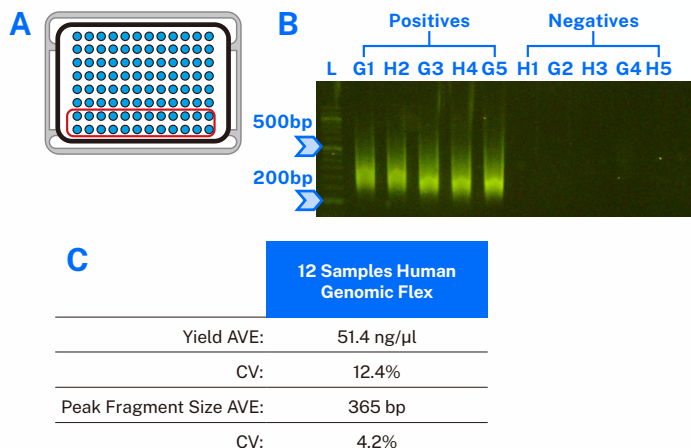 A
B
Positives
Negatives
L G1 H2 G3 H4 G5 H1 G2 H3 G4 H5
500bp
200bp
C
12 Samples Human
Genomic Flex
Yield AVE: 51.4 ng/µl
CV: 12.4%
Peak Fragment Size AVE: 365 bp
CV: 4.2%